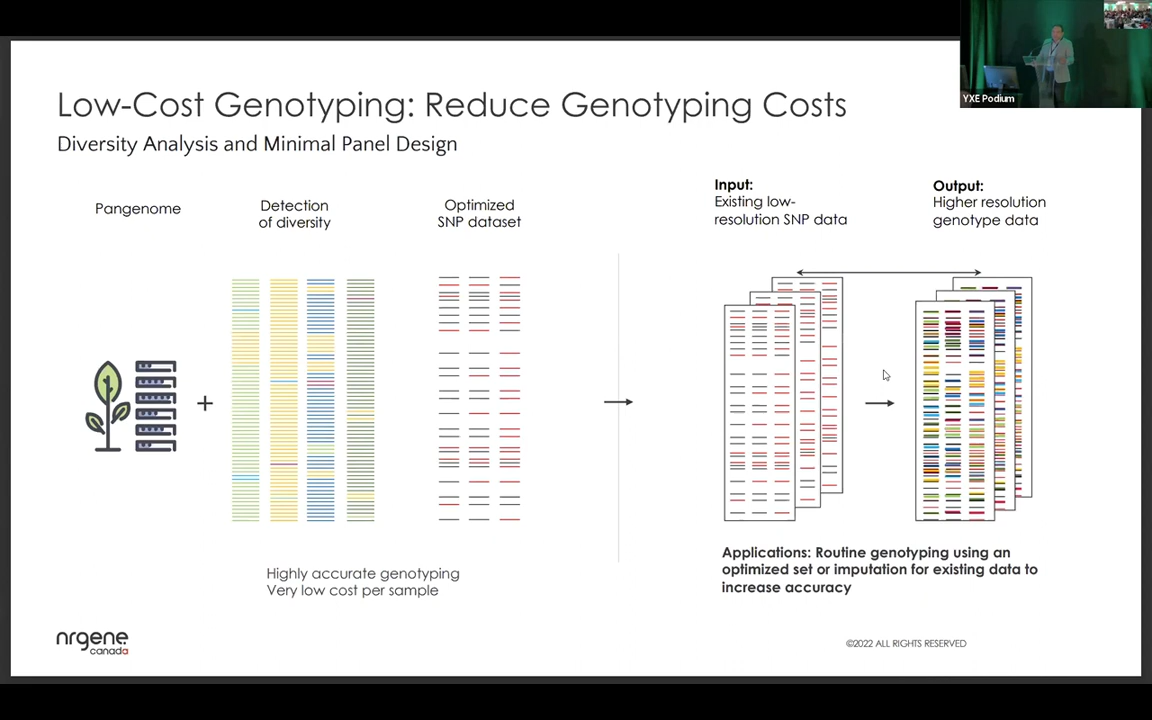 YXE Podium
Low-Cost Genotyping: Reduce Genotyping Costs
Diversity Analysis and Minimal Panel Design
Pangenome
Detection
of diversity
Optimized
SNP dataset
Input:
Existing low-
resolution SNP data
Output:
Higher resolution
genotype data
+
Highly accurate genotyping
Very low cost per sample
Applications: Routine genotyping using an
optimized set or imputation for existing data to
increase accuracy
nrgene
canada
©2022 ALL RIGHTS RESERVED